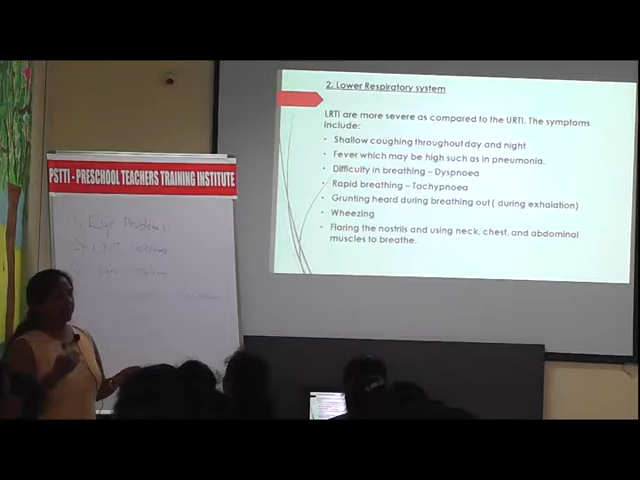 2. Lower Respiratory system
LRTI are more severe as compared to the URTI. The symptoms
include:
• Shallow coughing throughout day and night
• Fever which may be high such as in pneumonia.
• Difficulty in breathing – Dyspnoea
• Rapid breathing – Tachypnoea
• Grunting heard during breathing out ( during exhalation)
• Wheezing
• Flaring the nostrils and using neck, chest, and abdominal
muscles to breathe.
PSTTI - PRESCHOOL TEACHERS TRAINING INSTITUTE
Eye Problems